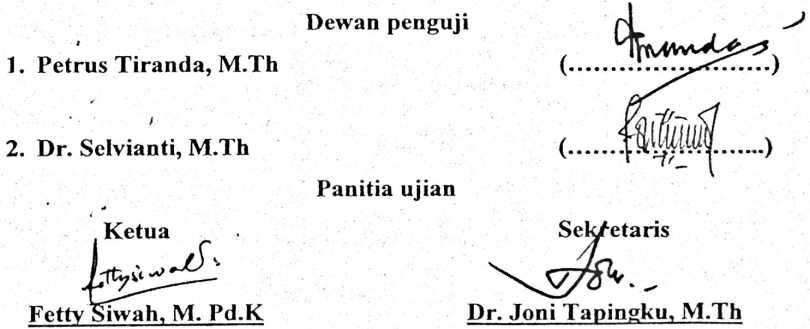 Dewan penguji
1. Petrus Tiranda, M.Th (........................)
2. Dr. Selvianti, M.Th (........................)
Panitia ujian
Ketua Sekretaris
Fetty Siwah, M. Pd.K Dr. Joni Tapingku, M.Th